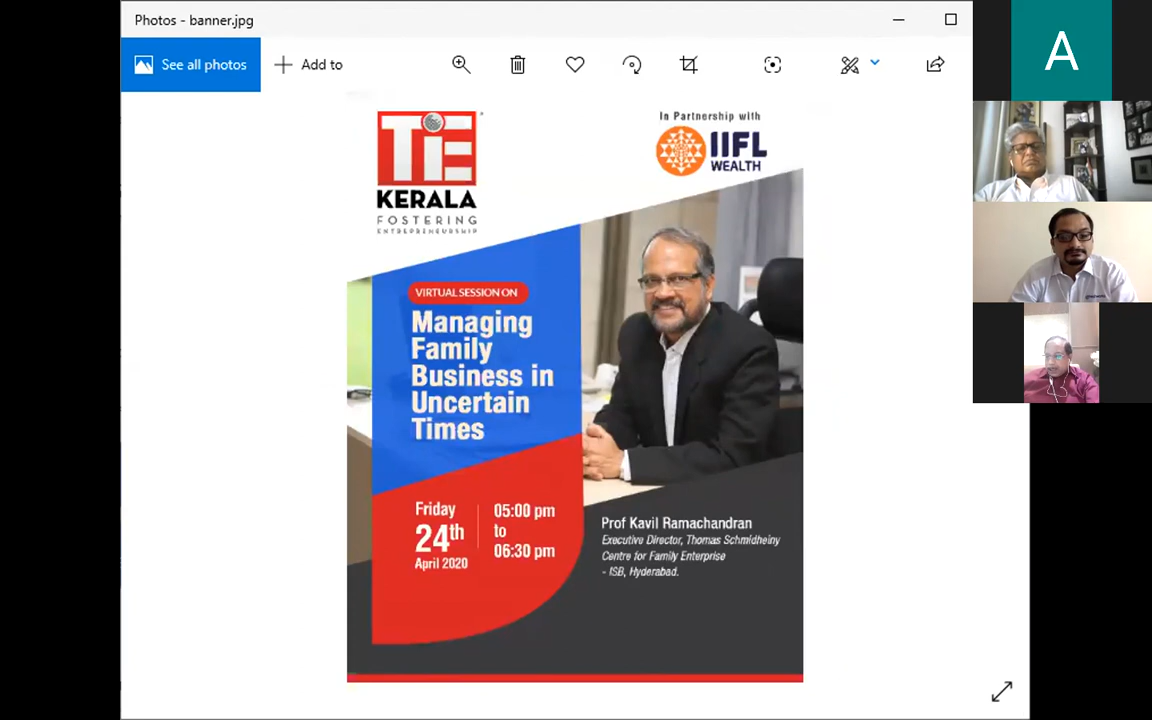 Photos - banner.jpg
See all photos
Add to
TiE
KERALA
FOSTERING
ENTREPRENEURSHIP
In Partnership with
IIFL
WEALTH
VIRTUAL SESSION ON
Managing
Family
Business in
Uncertain
Times
Friday
24th
April 2020
05:00 pm
to
06:30 pm
Prof Kavil Ramachandran
Executive Director, Thomas Schmidheiny
Centre for Family Enterprise
- ISB, Hyderabad.
A